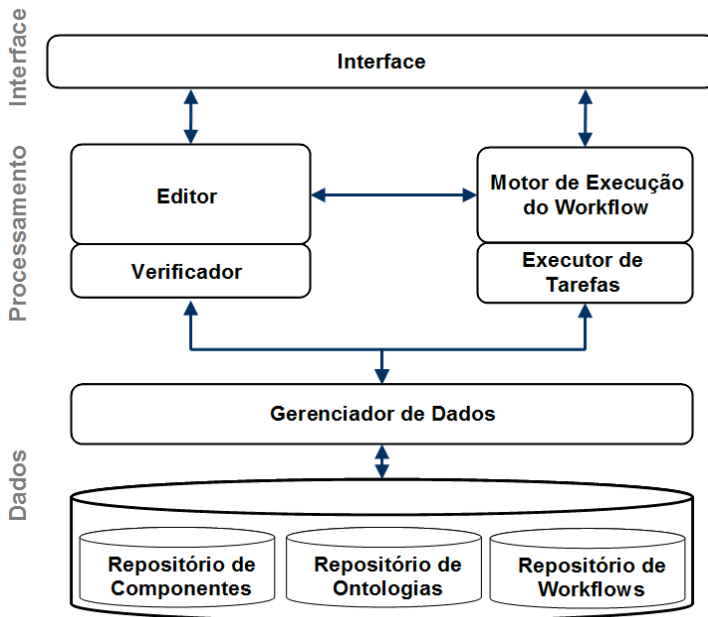 Interface
Interface
Processamento
Editor
Motor de Execução
do Workflow
Verificador
Executor de
Tarefas
Dados
Gerenciador de Dados
Repositório de
Componentes
Repositório de
Ontologias
Repositório de
Workflows